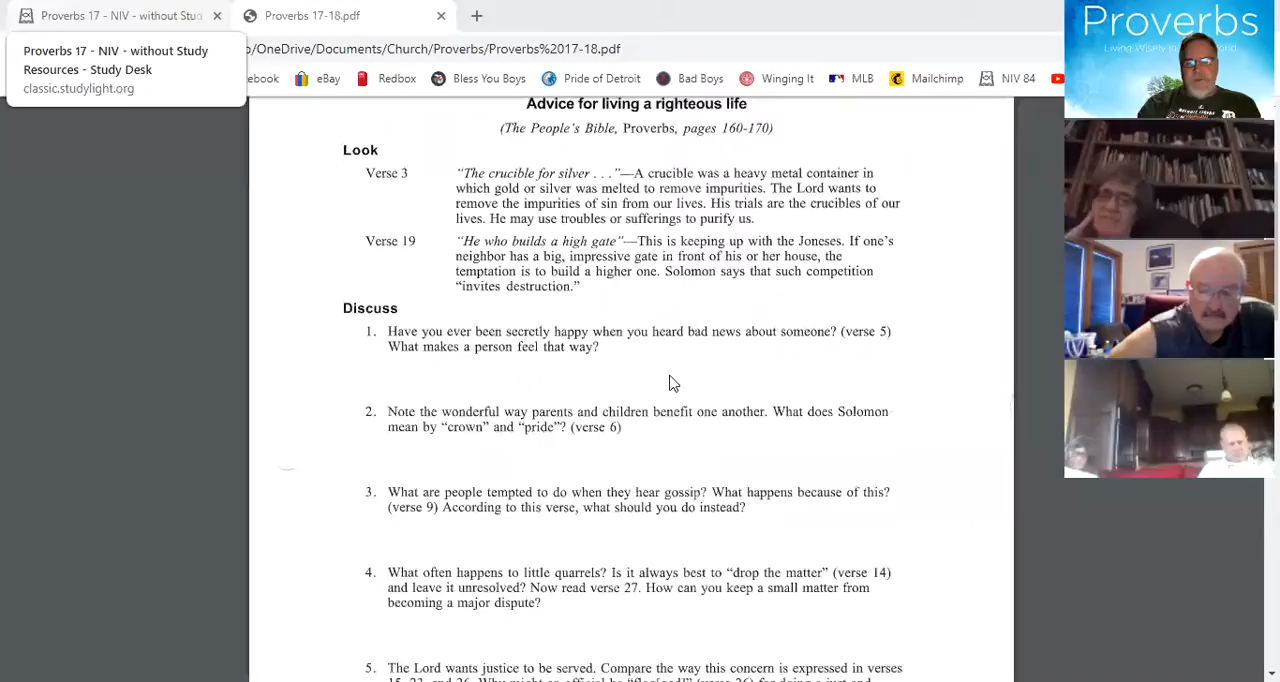 Proverbs 17 - NIV - without Stud
Proverbs 17-18.pdf
Proverbs 17 - NIV - without Study
Resources - Study Desk
classic.studylight.org
/OneDrive/Documents/Church/Proverbs/Proverbs%2017-18.pdf
ebook
eBay
Redbox
Bless You Boys
Pride of Detroit
Bad Boys
Winging It
MLB
Mailchimp
NIV 84
Proverbs
Living Wisely
Advice for living a righteous life
(The People's Bible, Proverbs, pages 160-170)
Look
Verse 3 "The crucible for silver . . ."—A crucible was a heavy metal container in
which gold or silver was melted to remove impurities. The Lord wants to
remove the impurities of sin from our lives. His trials are the crucibles of our
lives. He may use troubles or sufferings to purify us.
Verse 19 "He who builds a high gate"—This is keeping up with the Joneses. If one's
neighbor has a big, impressive gate in front of his or her house, the
temptation is to build a higher one. Solomon says that such competition
"invites destruction."
Discuss
1. Have you ever been secretly happy when you heard bad news about someone? (verse 5)
What makes a person feel that way?
2. Note the wonderful way parents and children benefit one another. What does Solomon
mean by "crown" and "pride"? (verse 6)
3. What are people tempted to do when they hear gossip? What happens because of this?
(verse 9) According to this verse, what should you do instead?
4. What often happens to little quarrels? Is it always best to "drop the matter" (verse 14)
and leave it unresolved? Now read verse 27. How can you keep a small matter from
becoming a major dispute?
5. The Lord wants justice to be served. Compare the way this concern is expressed in verses